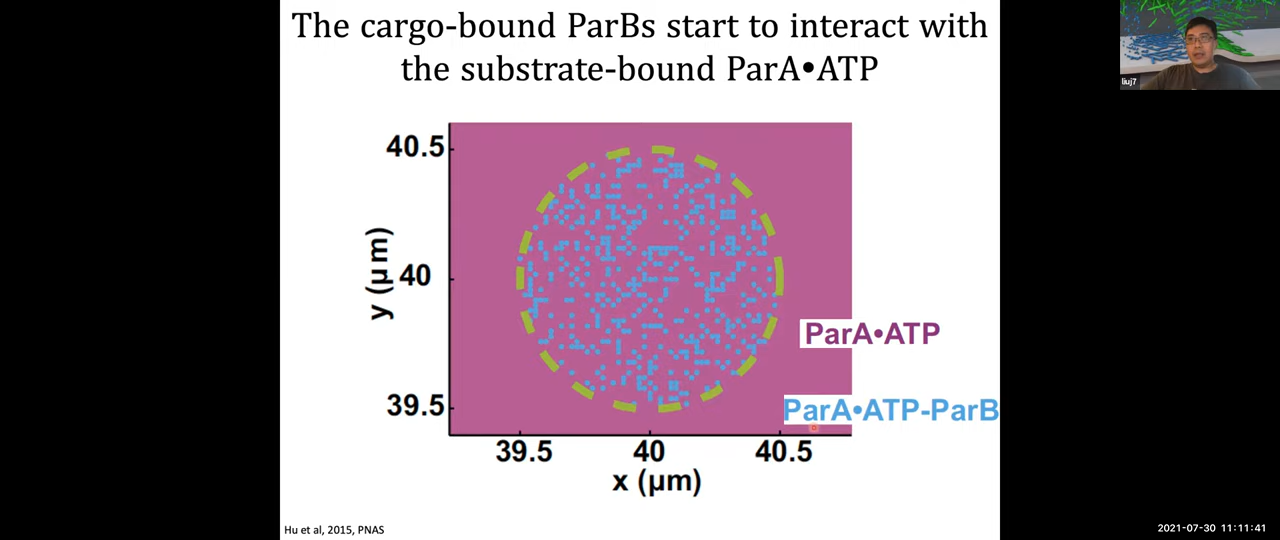 The cargo-bound ParBs start to interact with
the substrate-bound ParA•ATP
liuj7
40.5
40
39.5
y (μm)
ParA•ATP
ParA•ATP-ParB
39.5
40
40.5
x (μm)
Hu et al, 2015, PNAS
2021-07-30 11:11:41